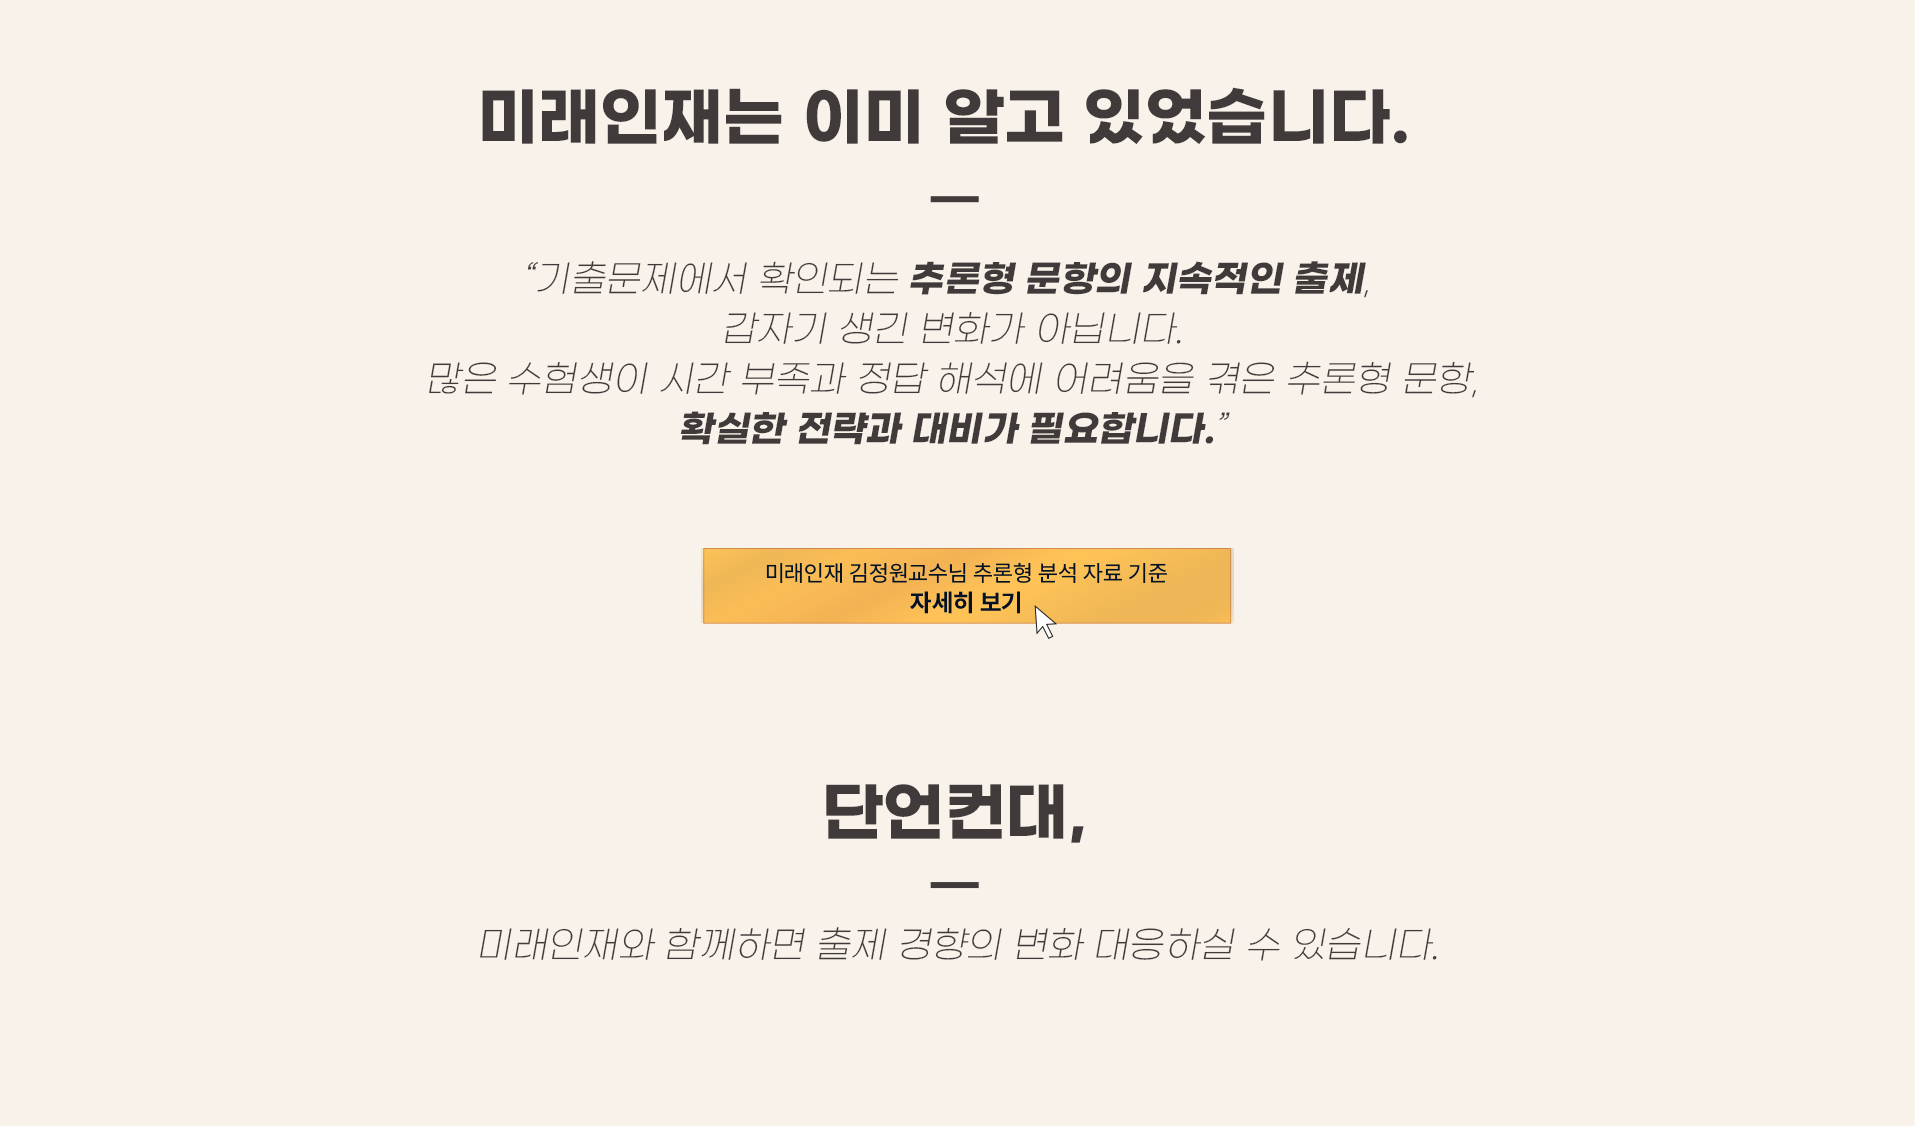 미래인재는 이미 알고 있었습니다.
“기출문제에서 확인되는 추론형 문항의 지속적인 출제,
갑자기 생긴 변화가 아닙니다.
많은 수험생이 시간 부족과 정답 해석에 어려움을 겪은 추론형 문항,
확실한 전략과 대비가 필요합니다.”
미래인재 김정원교수님 추론형 분석 자료 기준
자세히 보기
단언컨대,
미래인재와 함께하면 출제 경향의 변화 대응하실 수 있습니다.